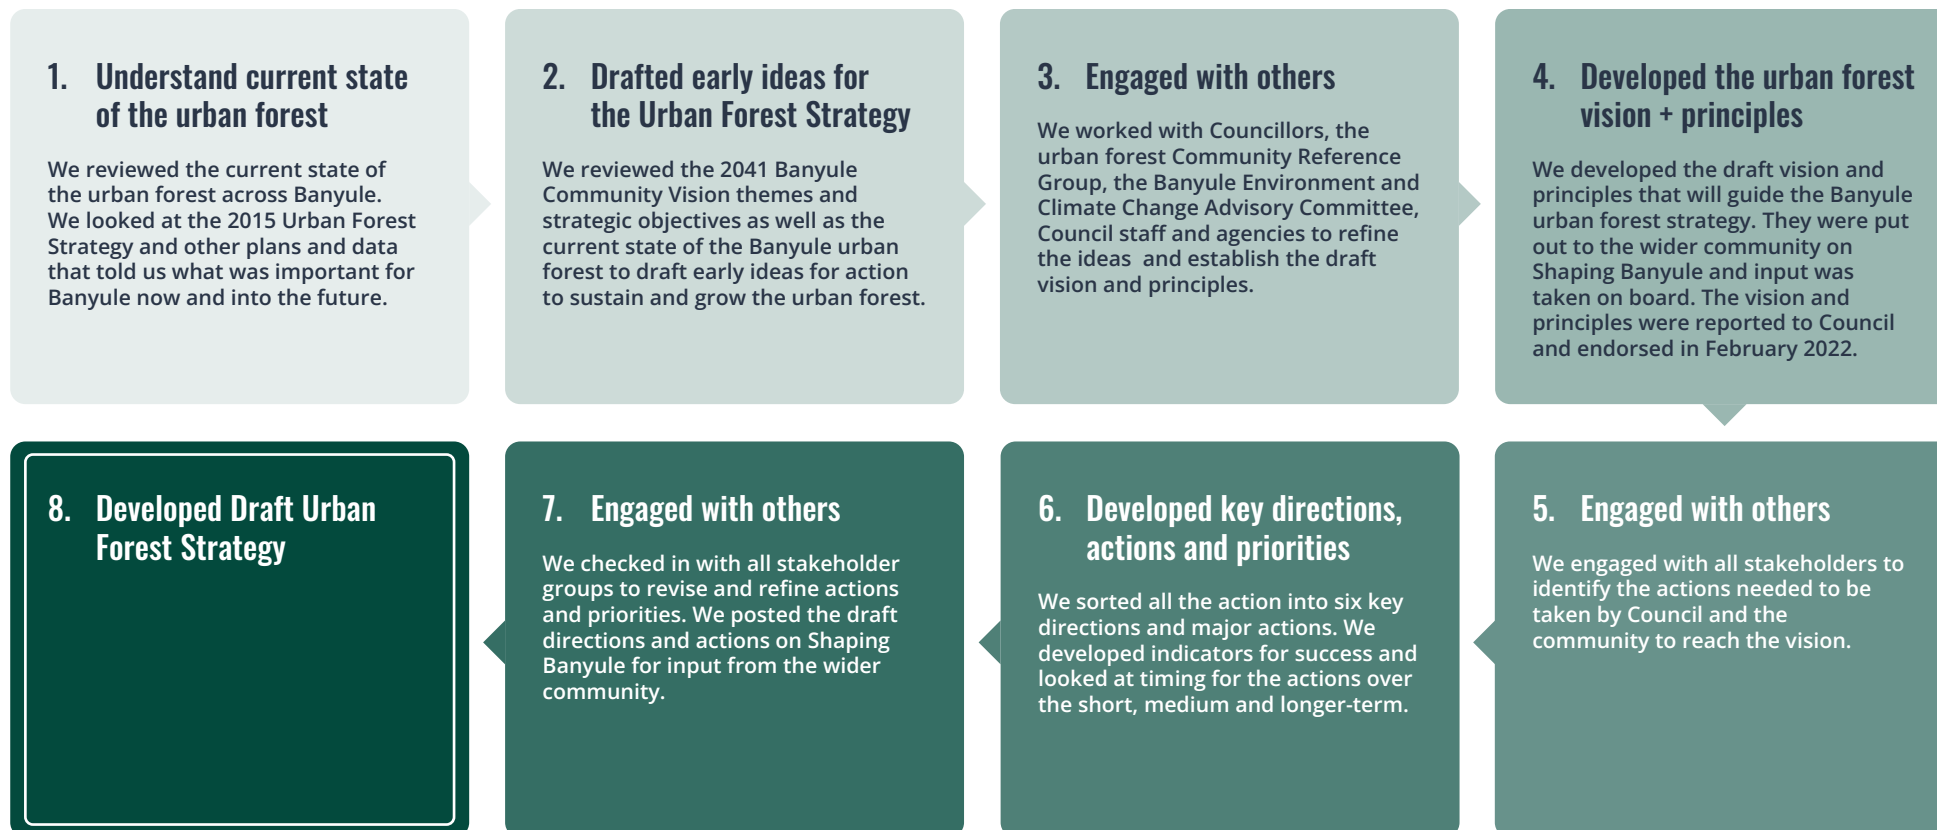 1. Understand current state
of the urban forest
We reviewed the current state of
the urban forest across Banyule.
We looked at the 2015 Urban Forest
Strategy and other plans and data
that told us what was important for
Banyule now and into the future.
2. Drafted early ideas for
the Urban Forest Strategy
We reviewed the 2041 Banyule
Community Vision themes and
strategic objectives as well as the
current state of the Banyule urban
forest to draft early ideas for action
to sustain and grow the urban forest.
3. Engaged with others
We worked with Councillors, the
urban forest Community Reference
Group, the Banyule Environment and
Climate Change Advisory Committee,
Council staff and agencies to refine
the ideas  and establish the draft
vision and principles.
4. Developed the urban forest
vision + principles
We developed the draft vision and
principles that will guide the Banyule
urban forest strategy. They were put
out to the wider community on
Shaping Banyule and input was
taken on board. The vision and
principles were reported to Council
and endorsed in February 2022.
5. Engaged with others
We engaged with all stakeholders to
identify the actions needed to be
taken by Council and the
community to reach the vision.
6. Developed key directions,
actions and priorities
We sorted all the action into six key
directions and major actions. We
developed indicators for success and
looked at timing for the actions over
the short, medium and longer-term.
7. Engaged with others
We checked in with all stakeholder
groups to revise and refine actions
and priorities. We posted the draft
directions and actions on Shaping
Banyule for input from the wider
community.
8. Developed Draft Urban
Forest Strategy